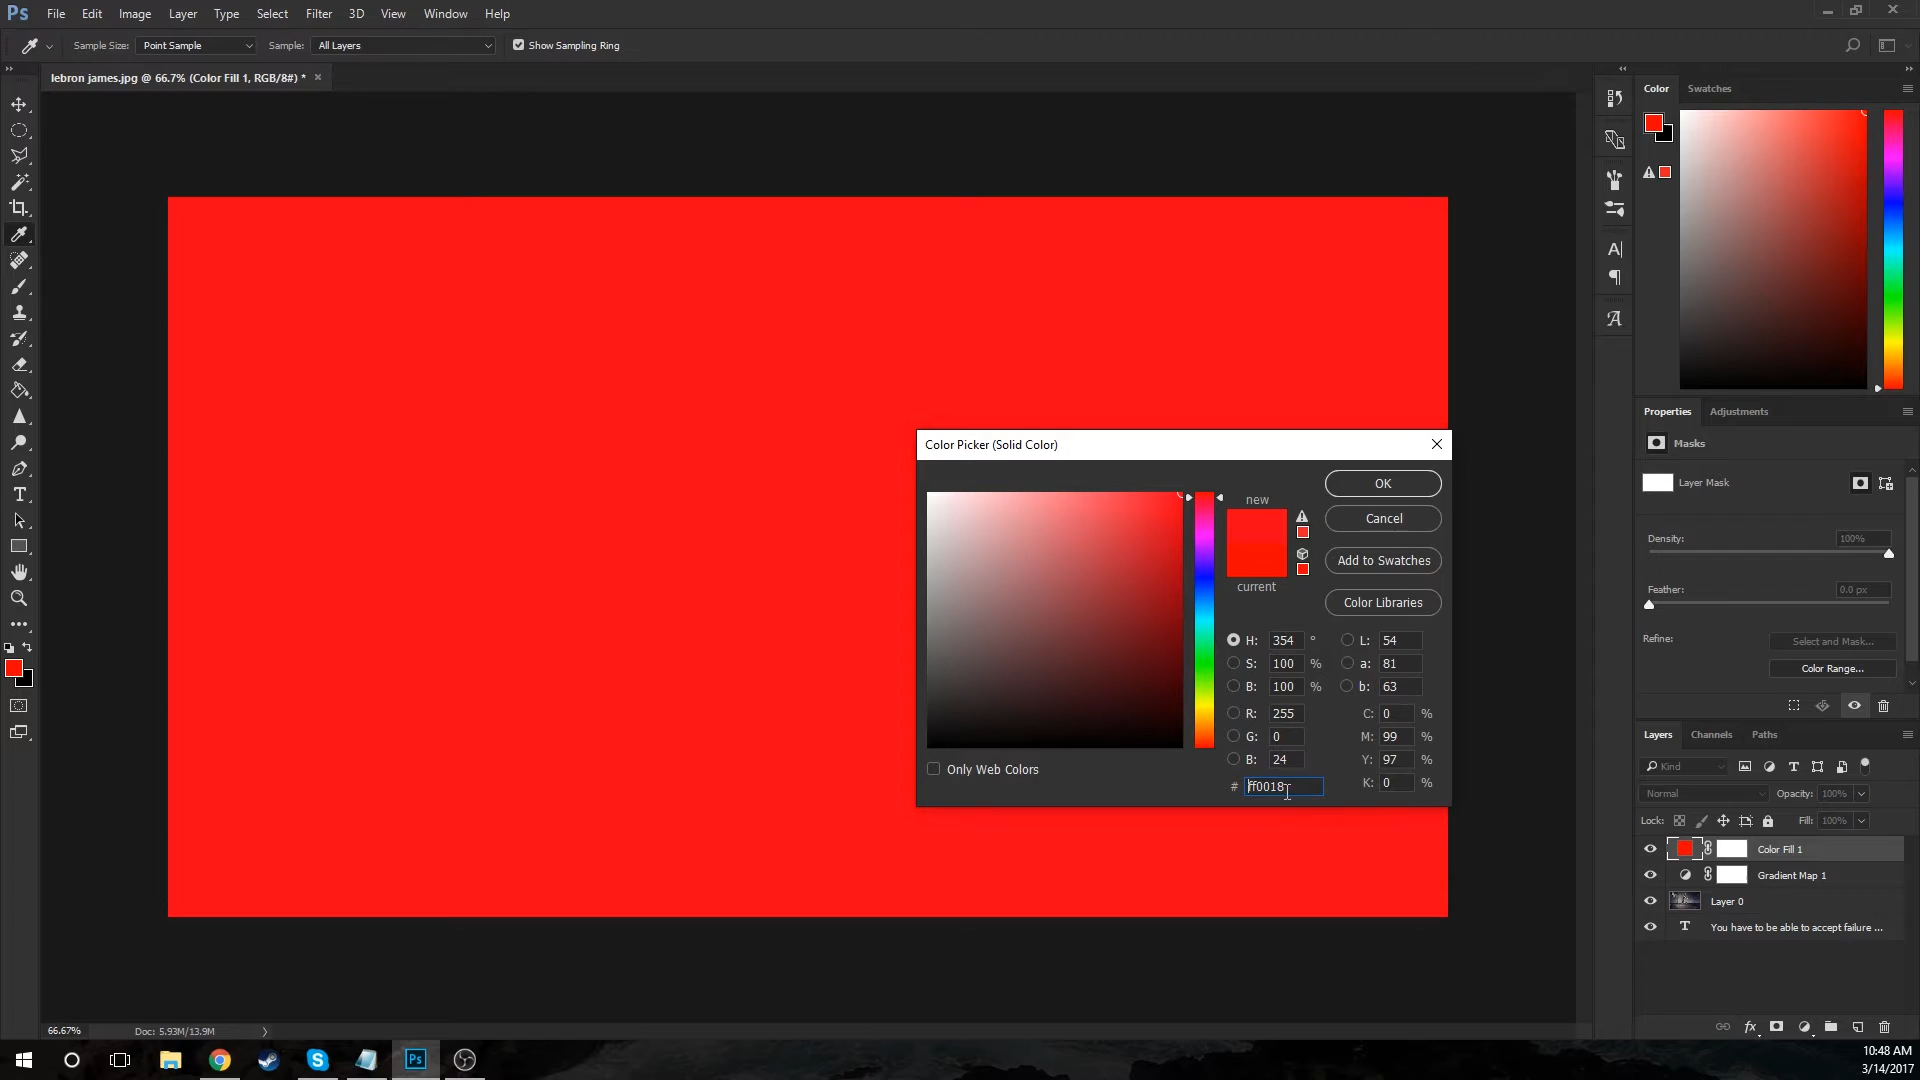 Ps File Edit Image Layer Type Select Filter 3D View Window Help
Sample Size: Point Sample Sample: All Layers Show Sampling Ring
lebron james.jpg @ 66.7% (Color Fill 1, RGB/8#) * ×
Color Swatches
Color Picker (Solid Color)
new
current
OK
Cancel
Add to Swatches
Color Libraries
H: 354 ° L: 54
S: 100 % a: 81
B: 100 % b: 63
R: 255 C: 0 %
G: 0 M: 99 %
B: 24 Y: 97 %
# ff0018 K: 0 %
Only Web Colors
Properties Adjustments
Masks
Layer Mask
Density: 100%
Feather: 0.0 px
Refine: Select and Mask...
Color Range...
Layers Channels Paths
Kind
Normal Opacity: 100%
Lock: Fill: 100%
Color Fill 1
Gradient Map 1
Layer 0
T You have to be able to accept failure ...
66.67% Doc: 5.93M/13.9M
Ps
10:48 AM
3/14/2017